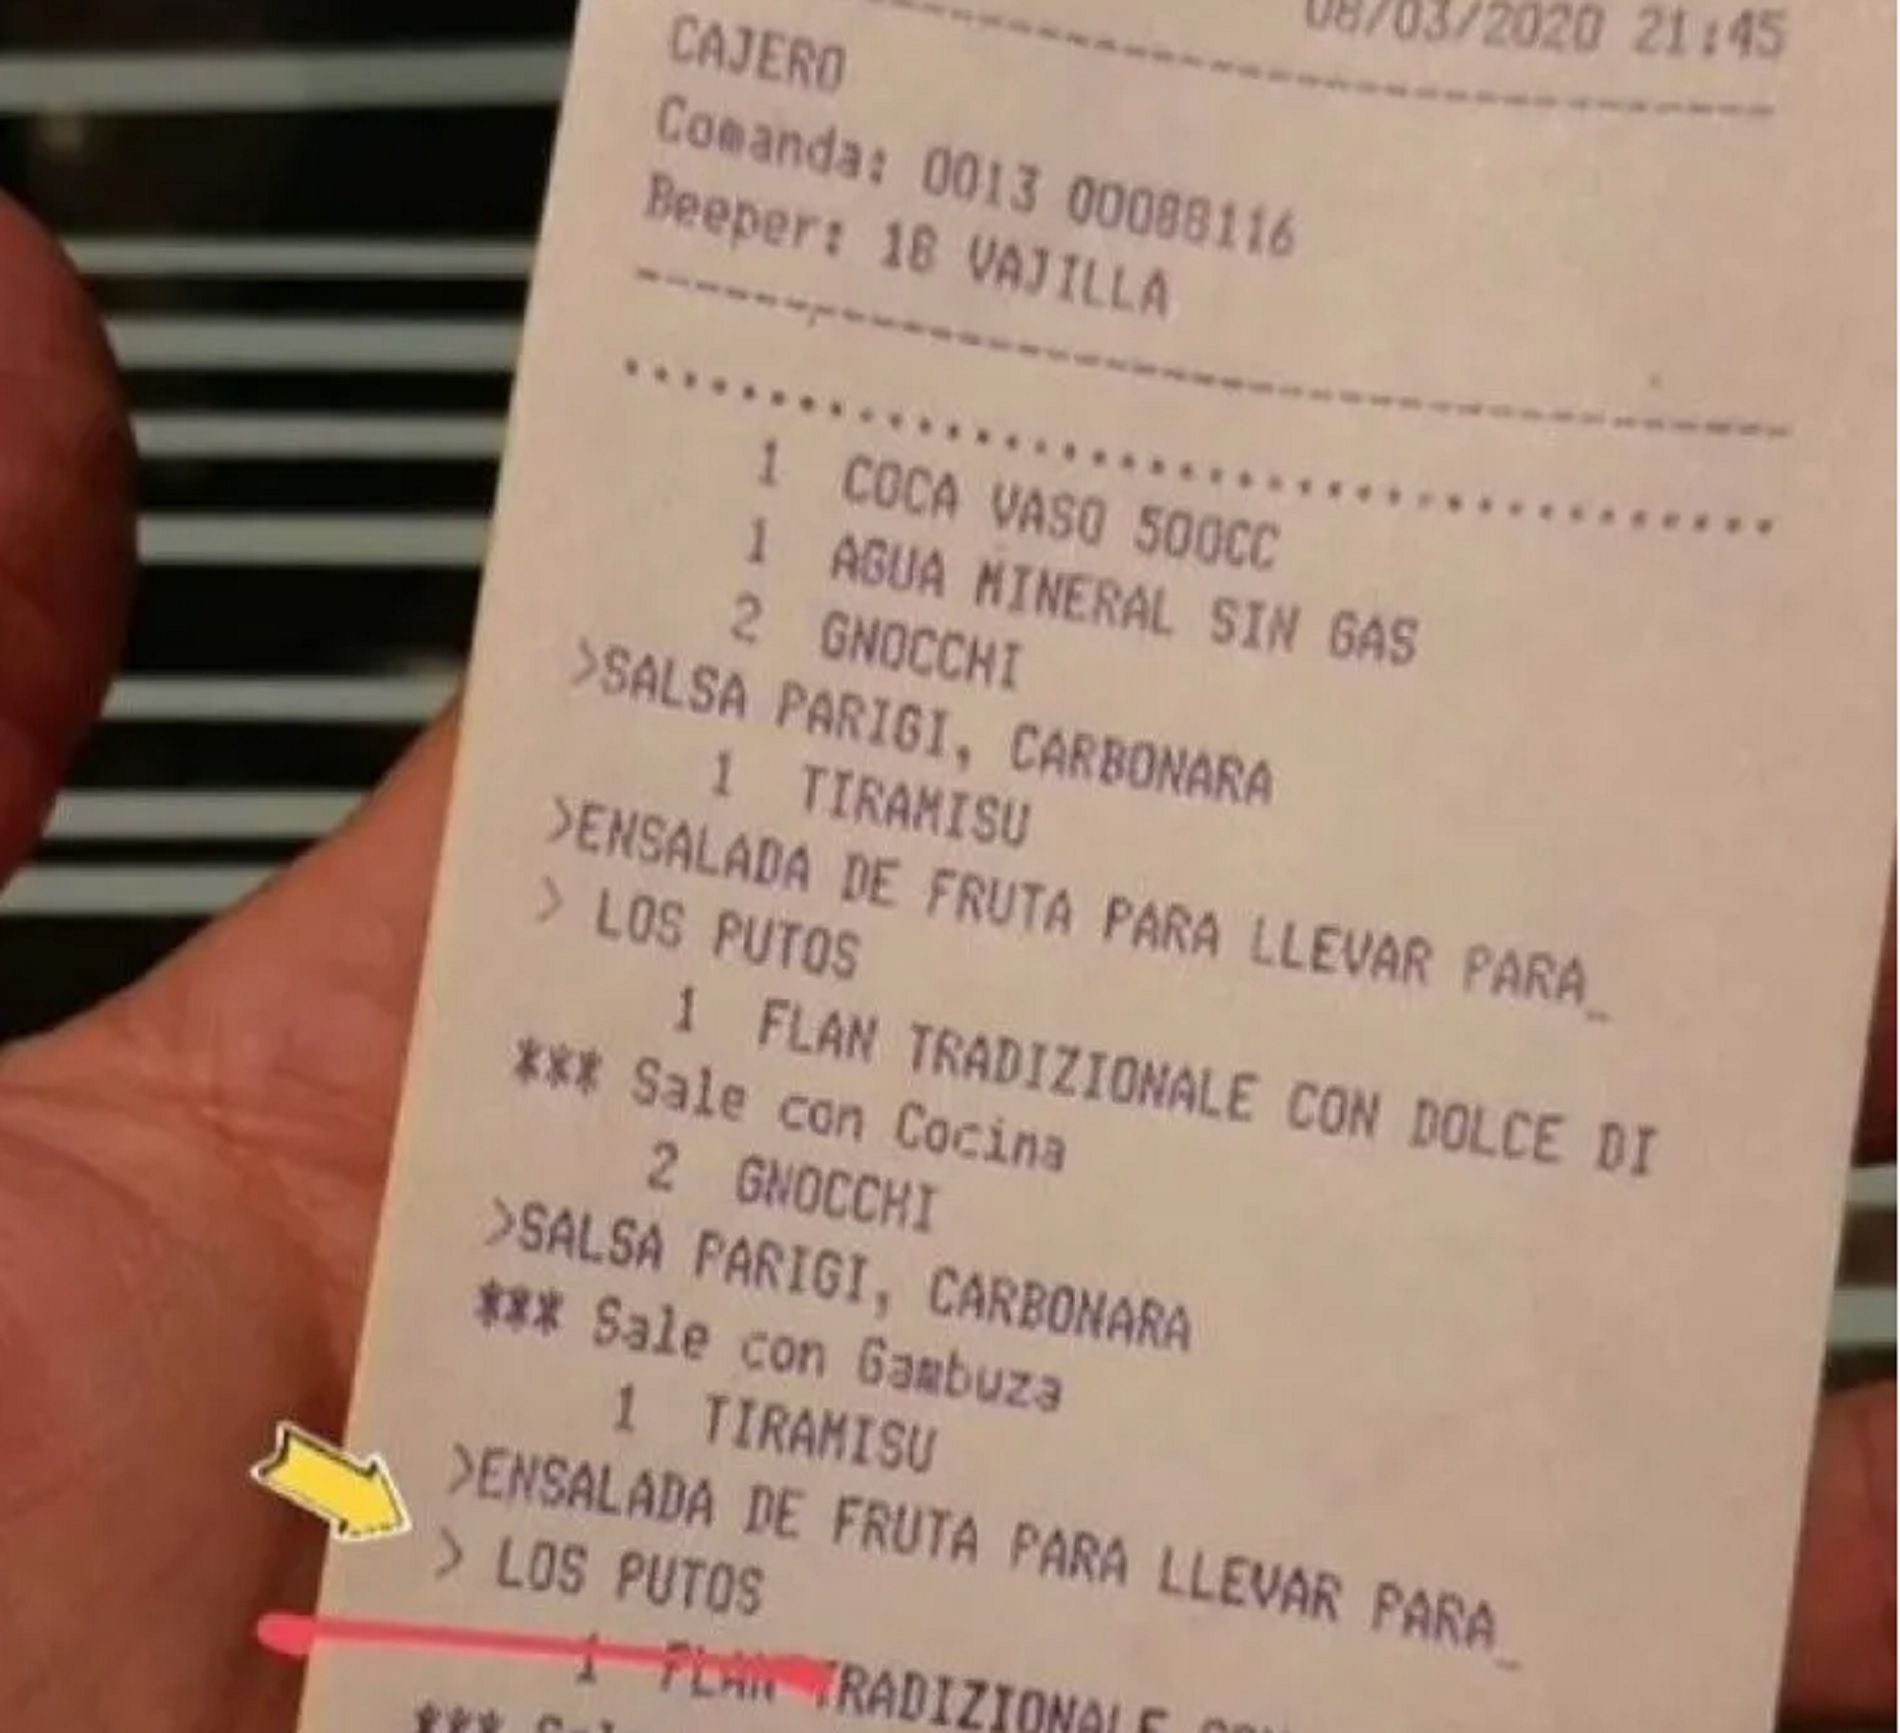 08/03/2020 21:45
CAJERO
Comanda: 0013 00088116
Beeper: 18 VAJILLA
1 COCA VASO 500CC
1 AGUA MINERAL SIN GAS
2 GNOCCHI
>SALSA PARIGI, CARBONARA
1 TIRAMISU
>ENSALADA DE FRUTA PARA LLEVAR PARA_
> LOS PUTOS
1 FLAN TRADIZIONALE CON DOLCE DI
*** Sale con Cocina
2 GNOCCHI
>SALSA PARIGI, CARBONARA
*** Sale con Gambuza
1 TIRAMISU
>ENSALADA DE FRUTA PARA LLEVAR PARA_
> LOS PUTOS
1 FLAN TRADIZIONALE
***